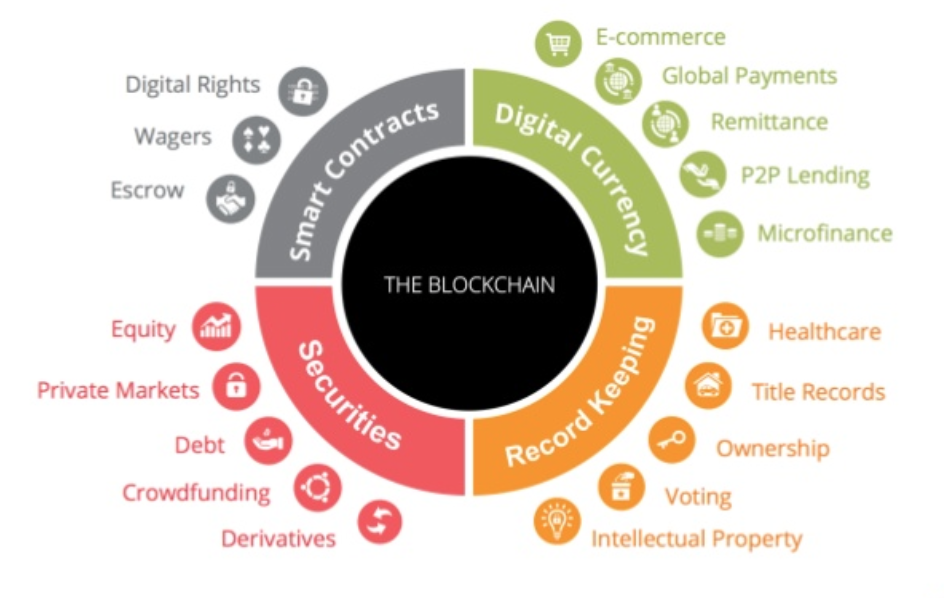 Smart Contracts
Digital Rights
Wagers
Escrow
Digital Currency
E-commerce
Global Payments
Remittance
P2P Lending
Microfinance
THE BLOCKCHAIN
Securities
Equity
Private Markets
Debt
Crowdfunding
Derivatives
Record Keeping
Healthcare
Title Records
Ownership
Voting
Intellectual Property